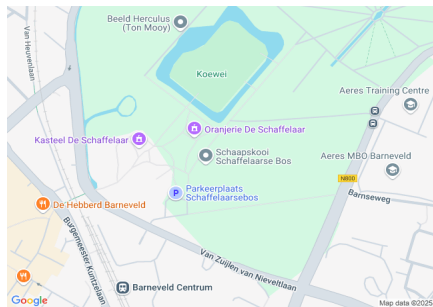 Beeld Herculus
(Ton Mooy)
Van Heuvenlaan
Koewei
Aeres Training Centre
Oranjerie De Schaffelaar
Kasteel De Schaffelaar
Schaapskooi
Schaffelaarse Bos
Aeres MBO Barneveld
N800
Parkeerplaats
Schaffelaarsebos
Barnseweg
De Hebberd Barneveld
Burgemeester Kuntzelaan
Van Zuijlen van Nieveltlaan
Barneveld Centrum
Google
Map data ©2025